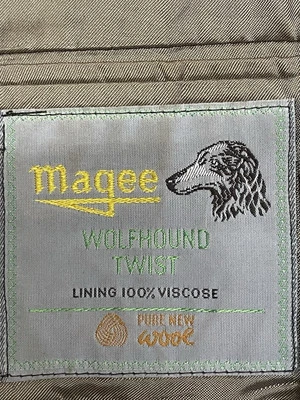 magee
WOLFHOUND
TWIST
LINING 100% VISCOSE
PURE NEW
wool